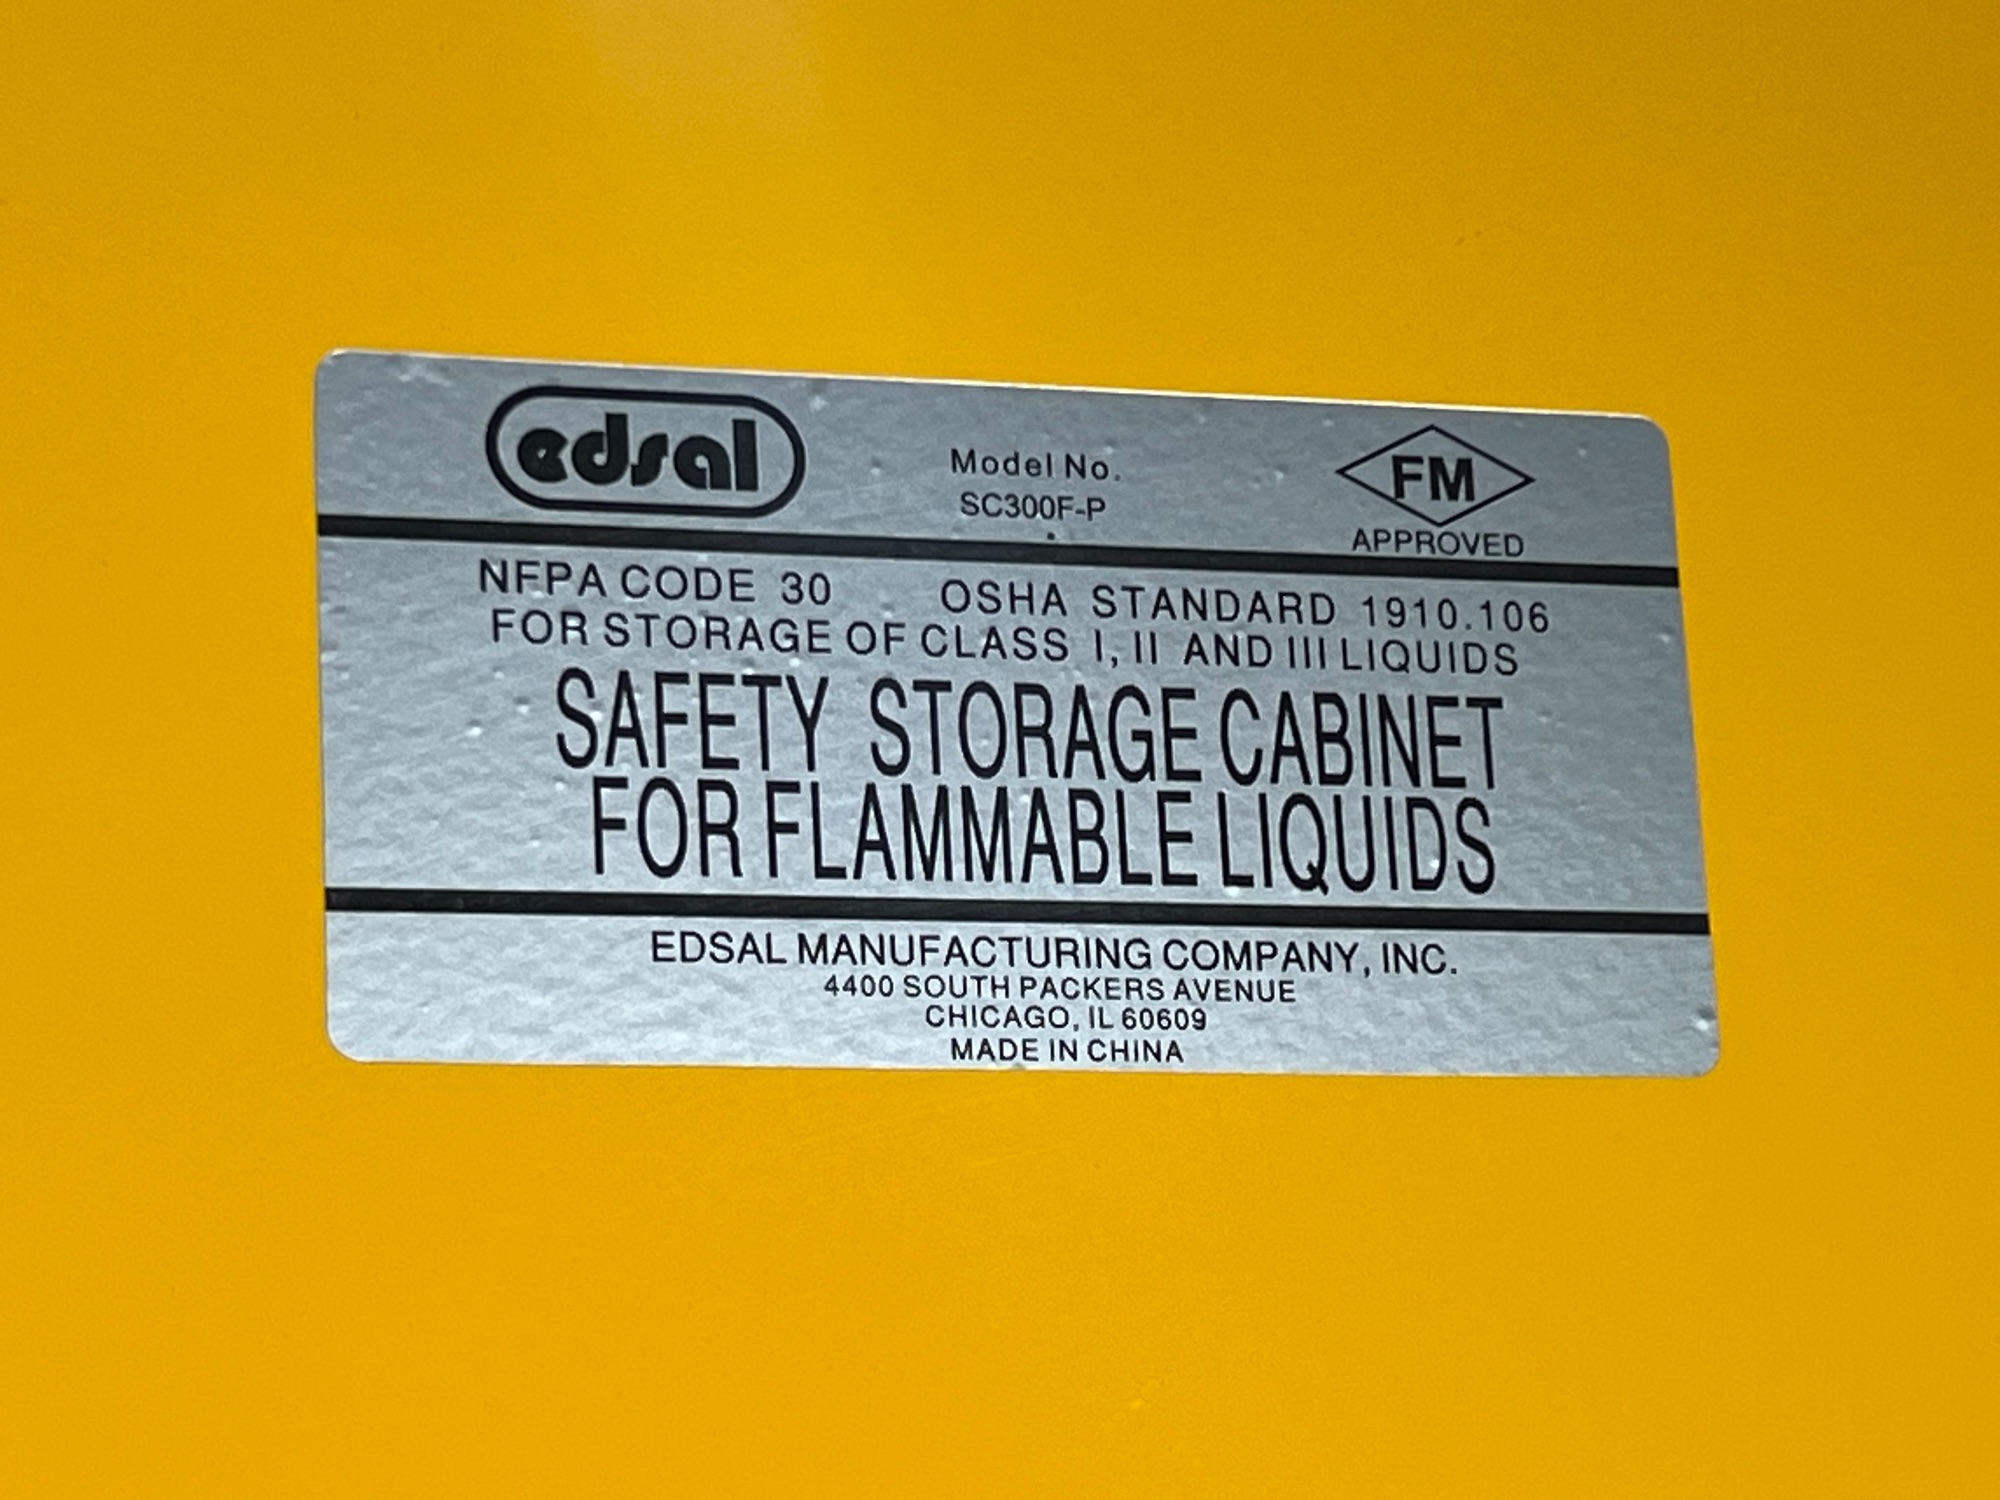 edsal
Model No.
SC300F-P
FM
APPROVED
NFPA CODE 30 OSHA STANDARD 1910.106
FOR STORAGE OF CLASS I, II AND III LIQUIDS
SAFETY STORAGE CABINET
FOR FLAMMABLE LIQUIDS
EDSAL MANUFACTURING COMPANY, INC.
4400 SOUTH PACKERS AVENUE
CHICAGO, IL 60609
MADE IN CHINA